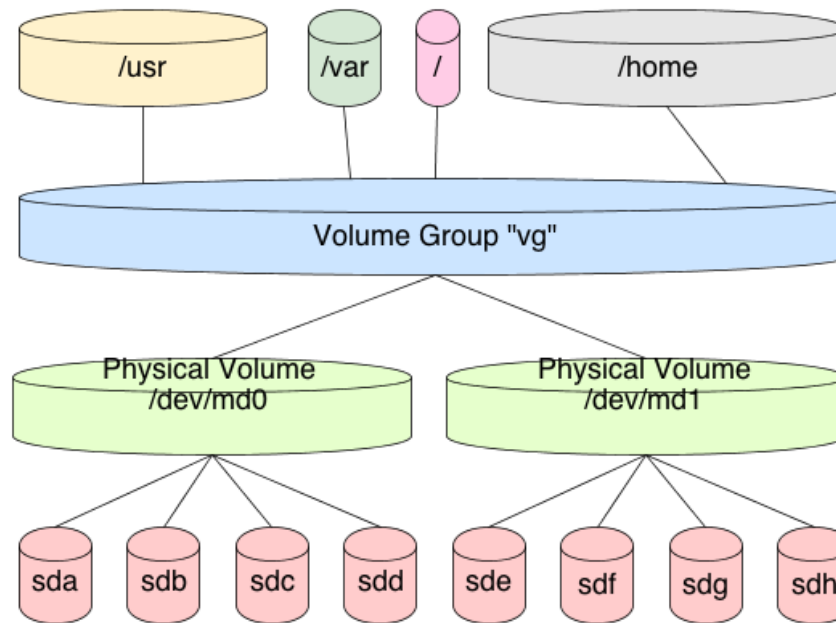 /usr
/var
/
/home
Volume Group "vg"
Physical Volume
/dev/md0
Physical Volume
/dev/md1
sda
sdb
sdc
sdd
sde
sdf
sdg
sdh